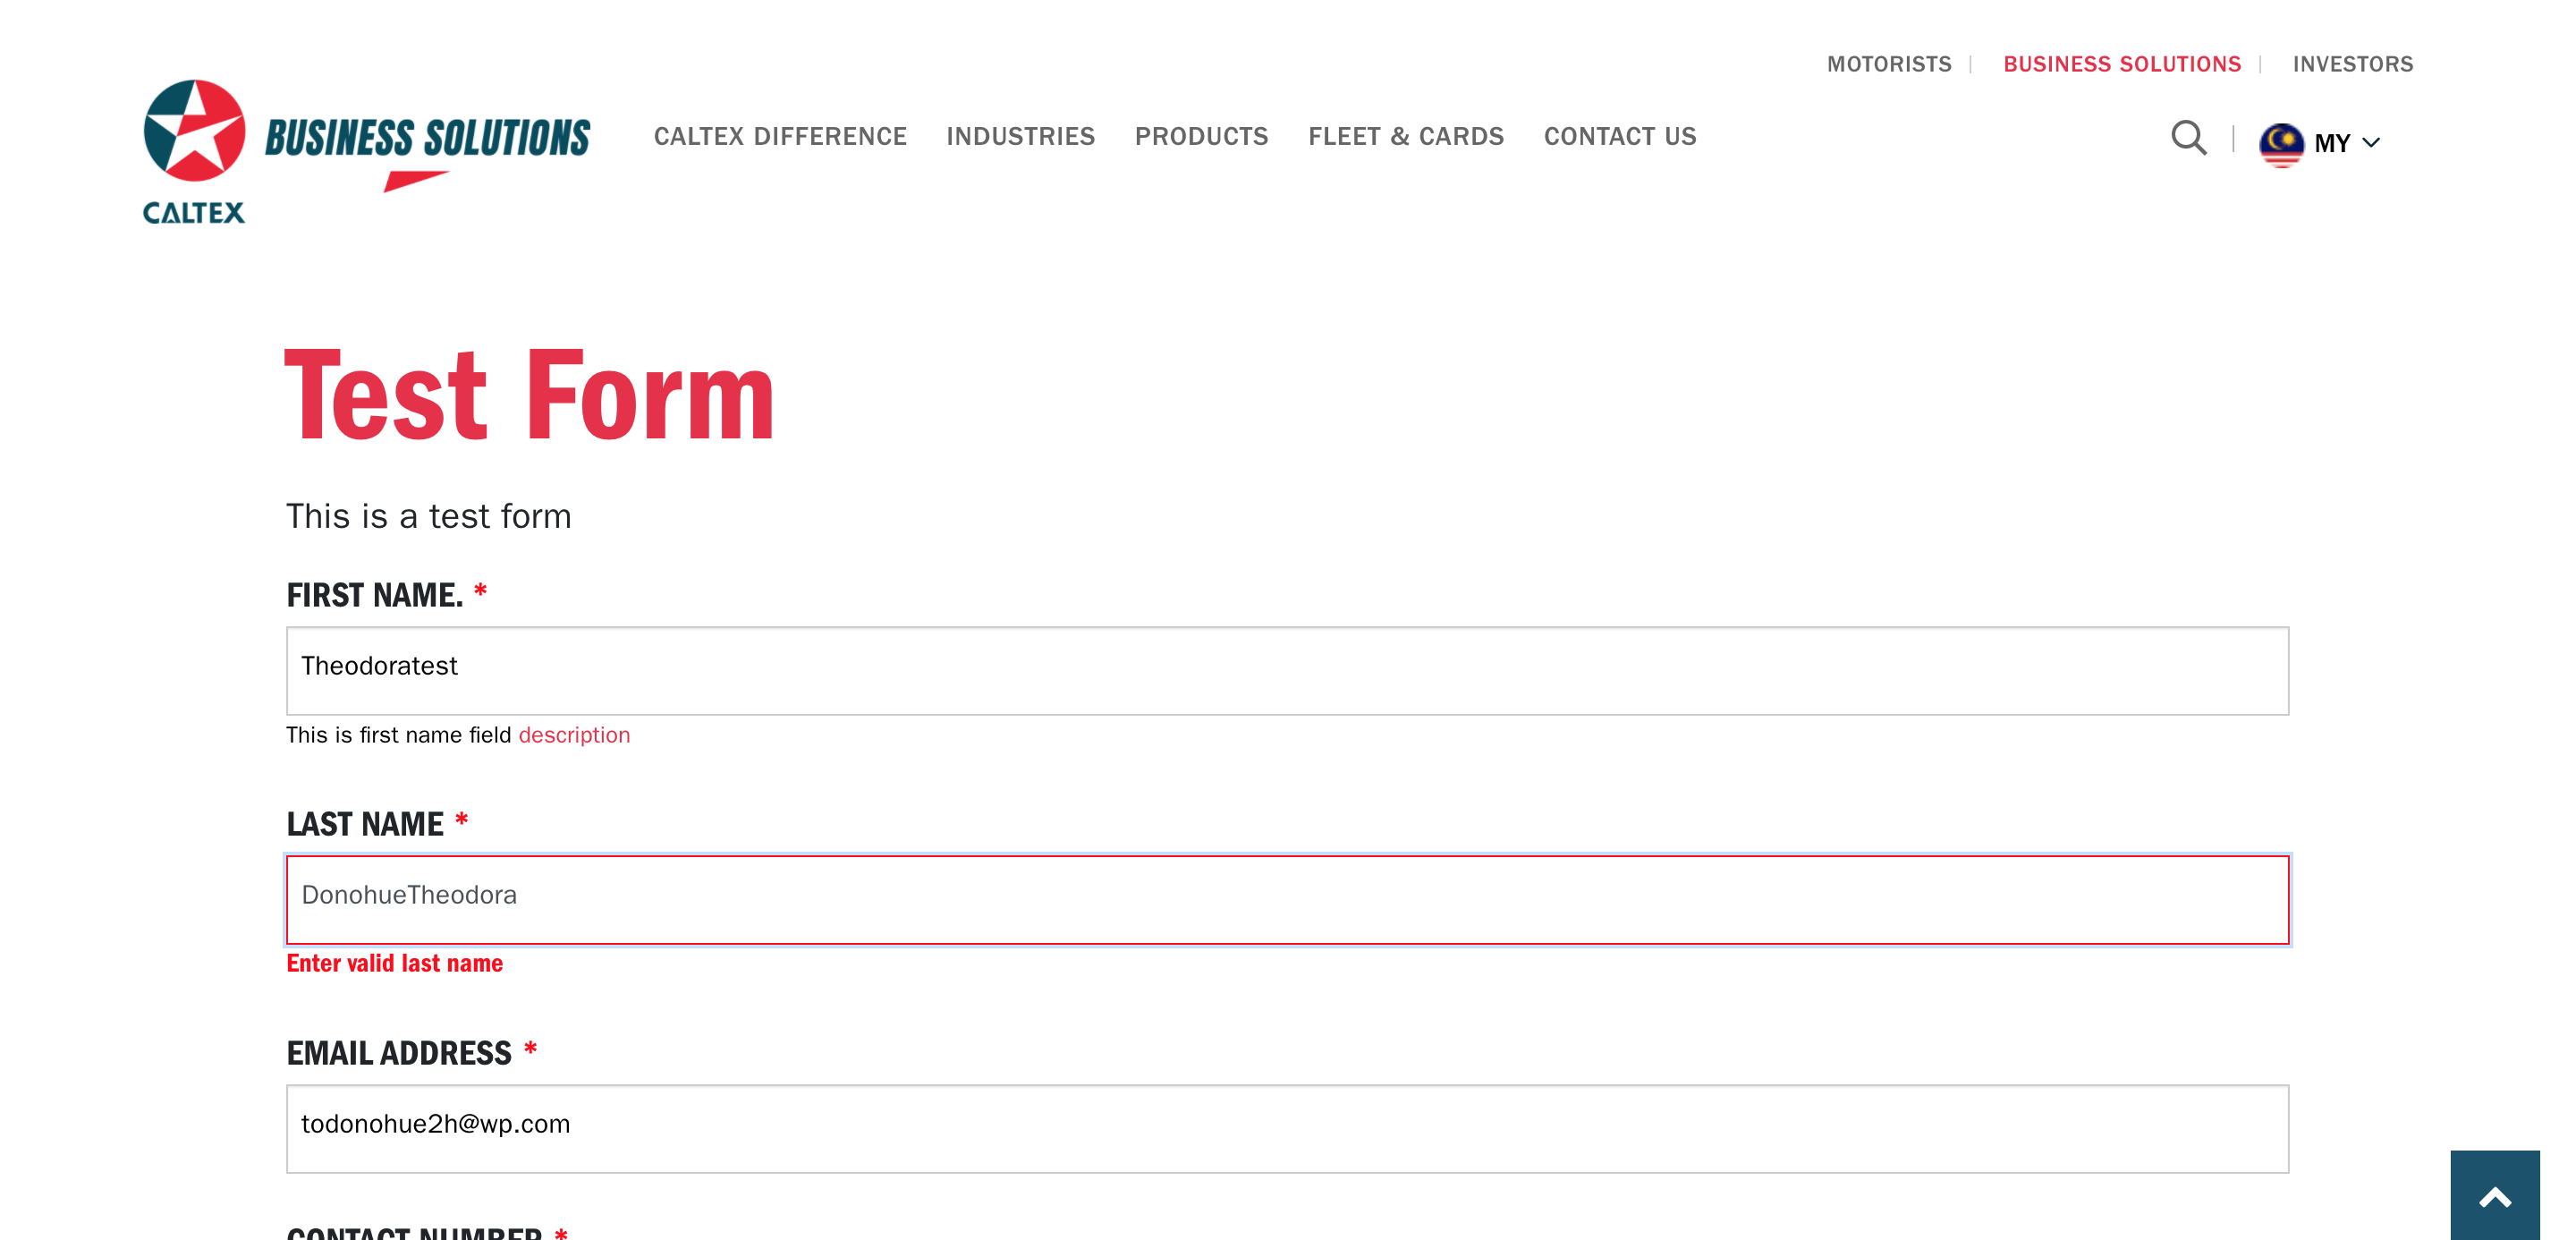 MOTORISTS
BUSINESS SOLUTIONS
INVESTORS
BUSINESS SOLUTIONS
CALTEX
CALTEX DIFFERENCE
INDUSTRIES
PRODUCTS
FLEET & CARDS
CONTACT US
MY
Test Form
This is a test form
FIRST NAME. *
Theodoratest
This is first name field description
LAST NAME *
DonohueTheodora
Enter valid last name
EMAIL ADDRESS *
todonohue2h@wp.com
CONTACT NUMBER *